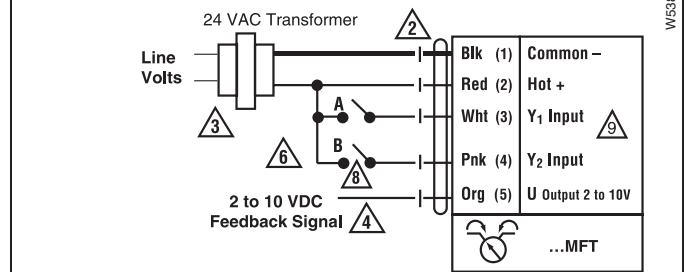 24 VAC Transformer
Line
Volts
2
3
A
B
6
8
4
2 to 10 VDC
Feedback Signal
Blk (1) Common –
Red (2) Hot +
Wht (3) Y1 Input
9
Pnk (4) Y2 Input
Org (5) U Output 2 to 10V
...MFT